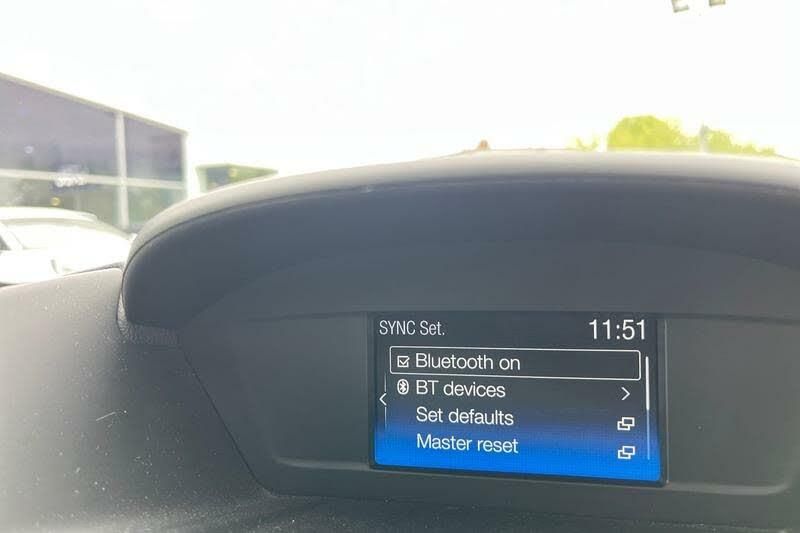 SYNC Set. 11:51
Bluetooth on
BT devices
Set defaults
Master reset